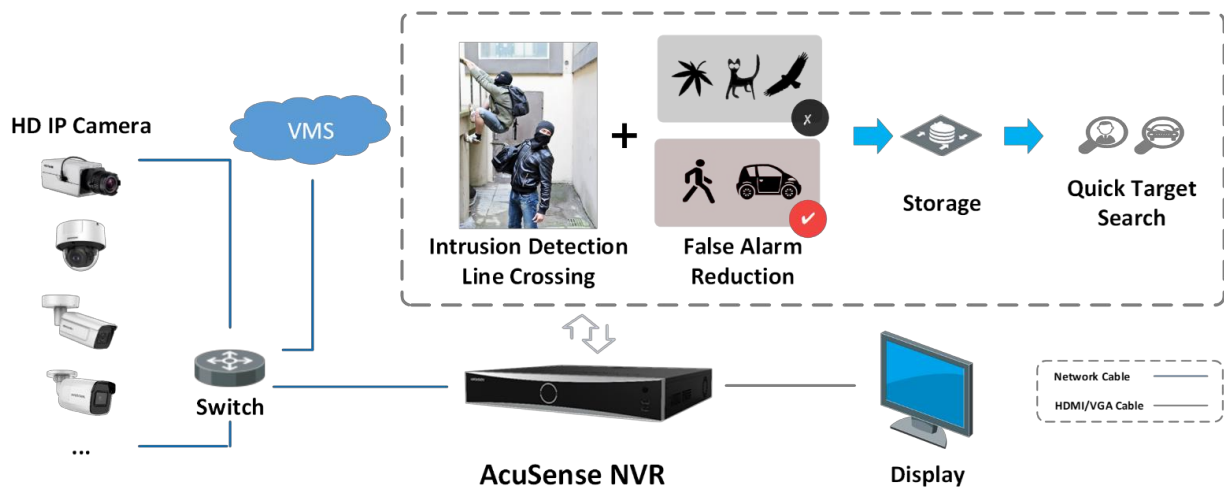 HD IP Camera
VMS
Intrusion Detection
Line Crossing
+
False Alarm
Reduction
Storage
Quick Target
Search
Switch
...
AcuSense NVR
Display
Network Cable
HDMI/VGA Cable